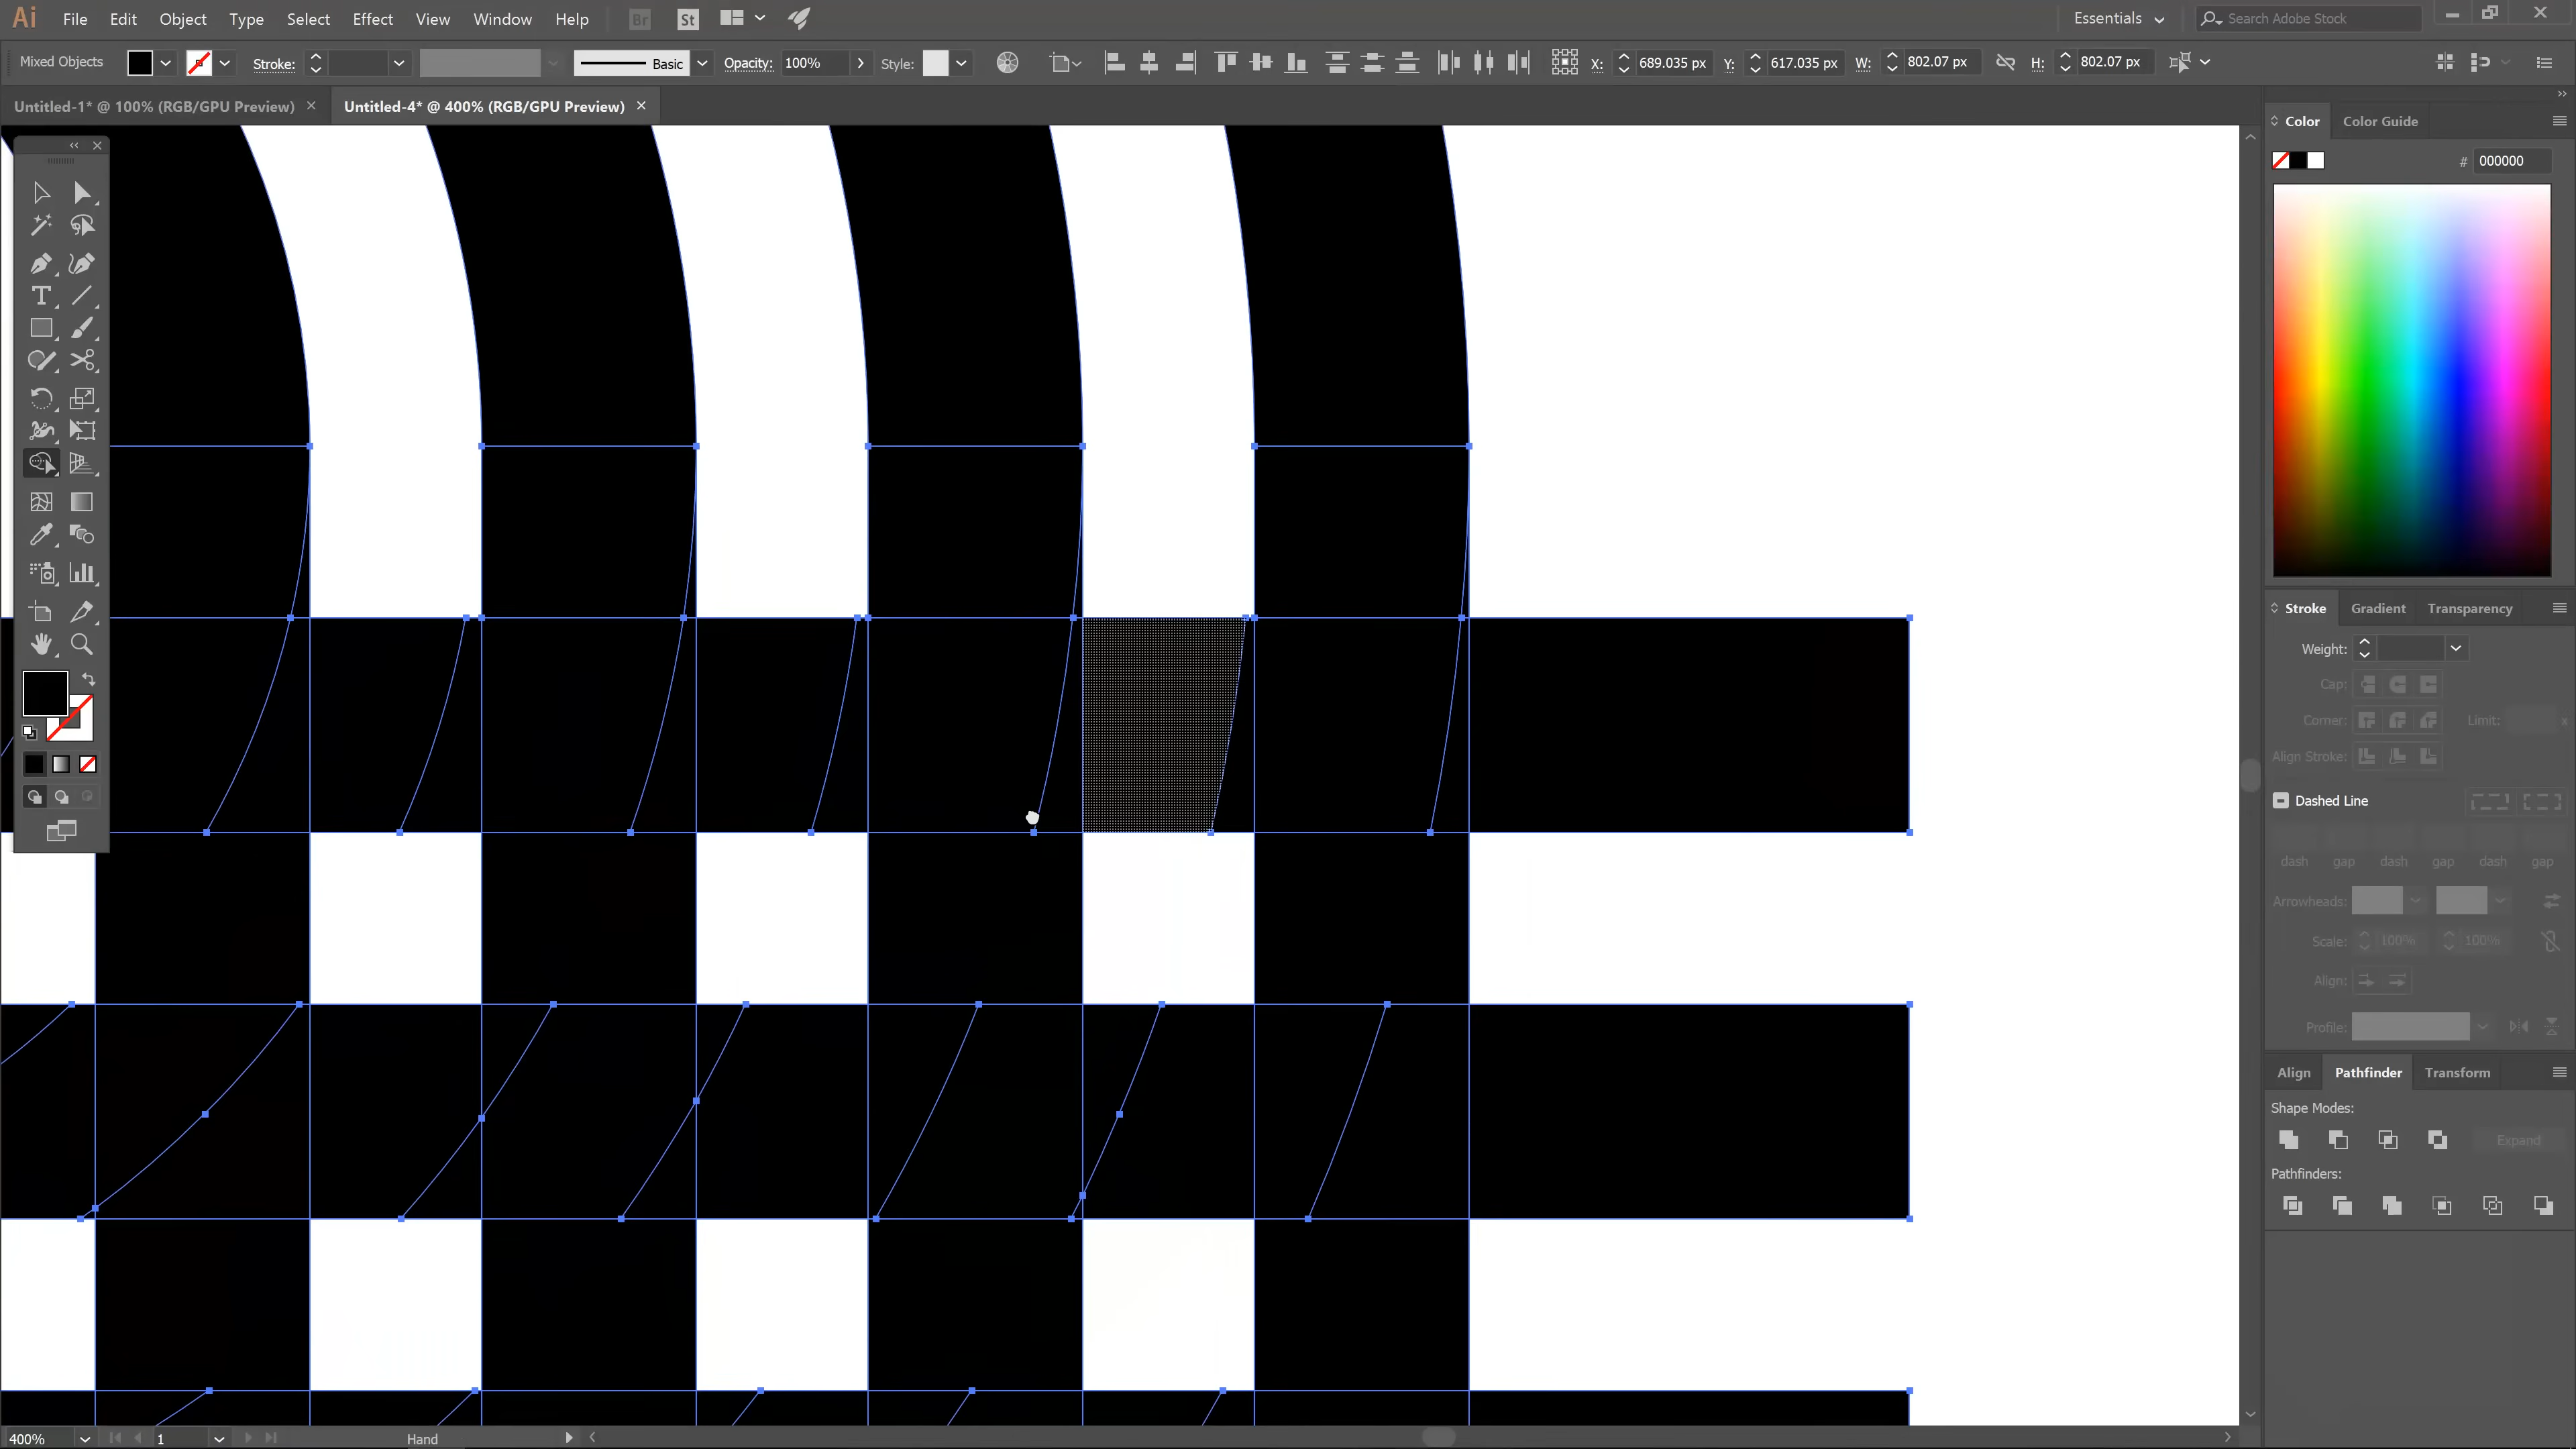 Ai File Edit Object Type Select Effect View Window Help Br St Essentials Search Adobe Stock
Mixed Objects Stroke: Basic Opacity: 100% Style: X: 689.035 px Y: 617.035 px W: 802.07 px H: 802.07 px
Untitled-1* @ 100% (RGB/GPU Preview) × Untitled-4* @ 400% (RGB/GPU Preview) ×
Color Color Guide
# 000000
Stroke Gradient Transparency
Weight:
Cap:
Corner: Limit: x
Align Stroke:
Dashed Line
dash gap dash gap dash gap
Arrowheads:
Scale: 100% 100%
Align:
Profile:
Align Pathfinder Transform
Shape Modes:
Expand
Pathfinders:
400% 1 Hand